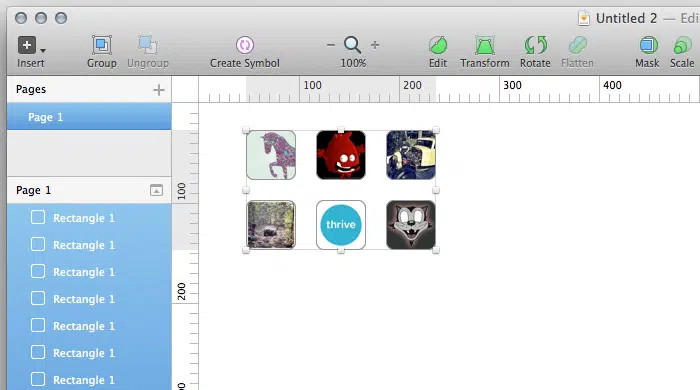 Untitled 2 — Edi
Insert Group Ungroup Create Symbol 100% Edit Transform Rotate Flatten Mask Scale
Pages
100 200 300 400
Page 1
Page 1
100
Rectangle 1
thrive
Rectangle 1
Rectangle 1
200
Rectangle 1
Rectangle 1
Rectangle 1
Rectangle 1